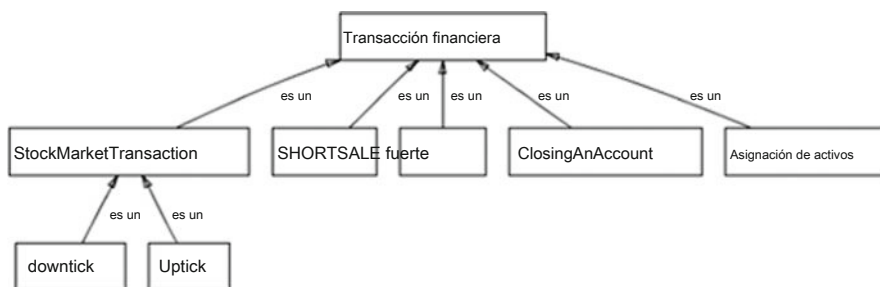 Transacción financiera
es un
es un
es un
es un
es un
StockMarketTransaction
SHORTSALE fuerte
ClosingAnAccount
Asignación de activos
es un
es un
downtick
Uptick